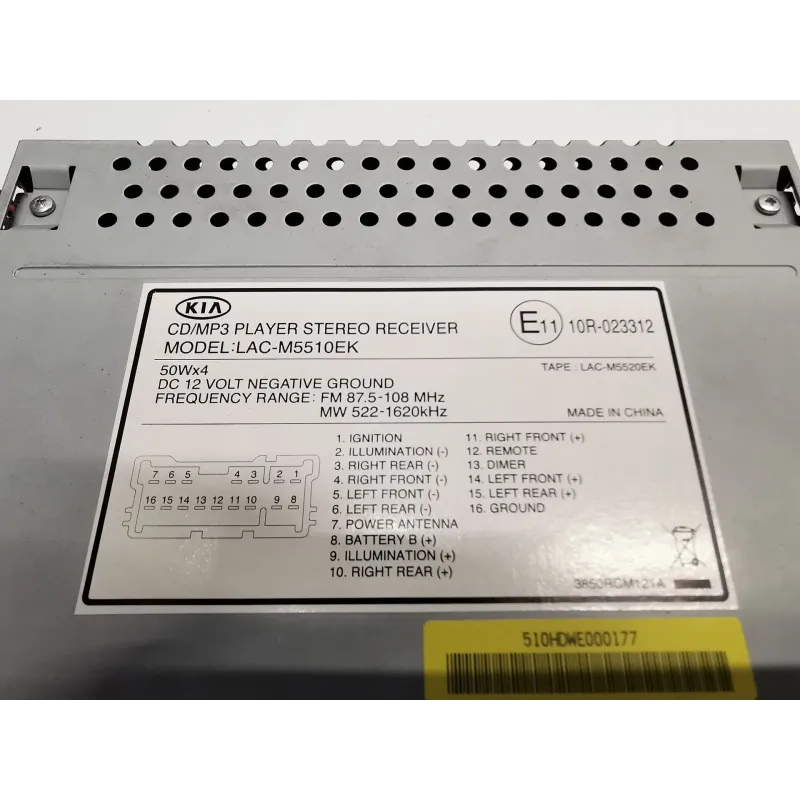 KIA
CD/MP3 PLAYER STEREO RECEIVER
MODEL:LAC-M5510EK
E11 10R-023312
50Wx4
DC 12 VOLT NEGATIVE GROUND
FREQUENCY RANGE: FM 87.5-108 MHz
MW 522-1620kHz
TAPE : LAC-M5520EK
MADE IN CHINA
7 6 5 4 3 2 1
16 15 14 13 12 11 10 9 8
1. IGNITION
2. ILLUMINATION (-)
3. RIGHT REAR (-)
4. RIGHT FRONT (-)
5. LEFT FRONT (-)
6. LEFT REAR (-)
7. POWER ANTENNA
8. BATTERY B (+)
9. ILLUMINATION (+)
10. RIGHT REAR (+)
11. RIGHT FRONT (+)
12. REMOTE
13. DIMER
14. LEFT FRONT (+)
15. LEFT REAR (+)
16. GROUND
3850RCM121A
510HDWE000177